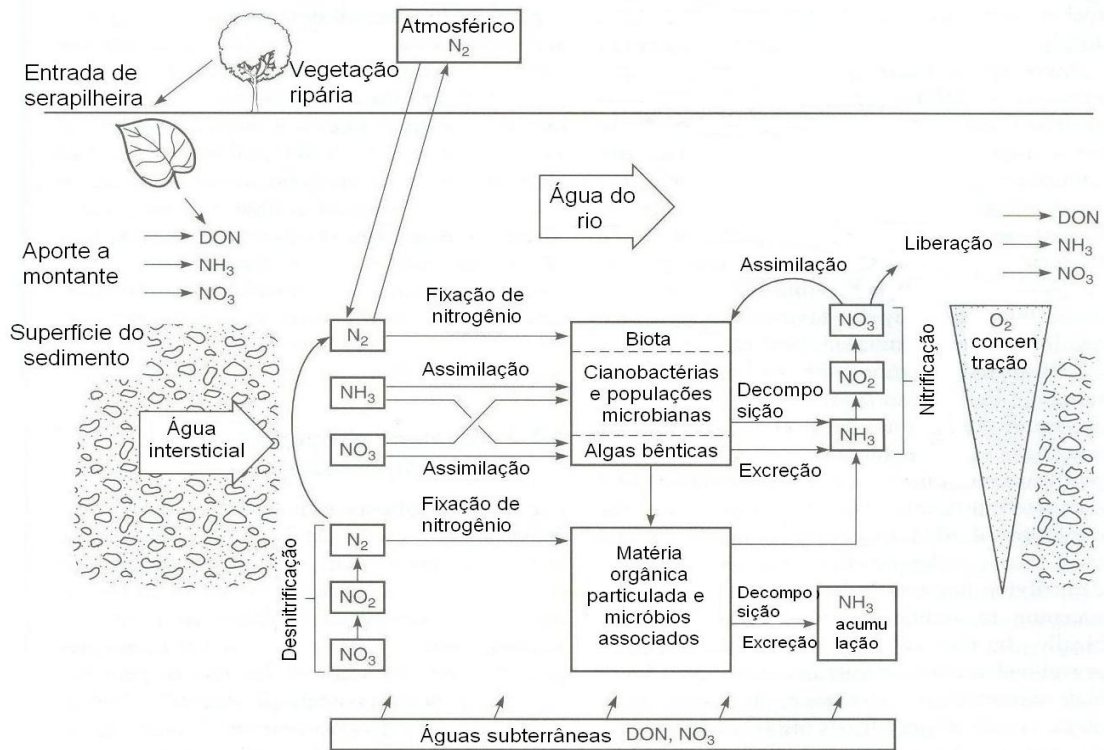 Atmosférico
N2
Entrada de
serapilheira
Vegetação
ripária
Água do
rio
Aporte a
montante
DON
NH3
NO3
Liberação
DON
NH3
NO3
Superfície do
sedimento
Água
intersticial
N2
NH3
NO3
Fixação de
nitrogênio
Assimilação
Assimilação
Assimilação
Biota
Cianobactérias
e populações
microbianas
Algas bênticas
Decompo
sição
Excreção
NO3
NO2
NH3
Nitrificação
O2
concen
tração
Desnitrificação
N2
NO2
NO3
Fixação de
nitrogênio
Matéria
orgânica
particulada e
micróbios
associados
Decompo
sição
Excreção
NH3
acumu
lação
Águas subterrâneas DON, NO3